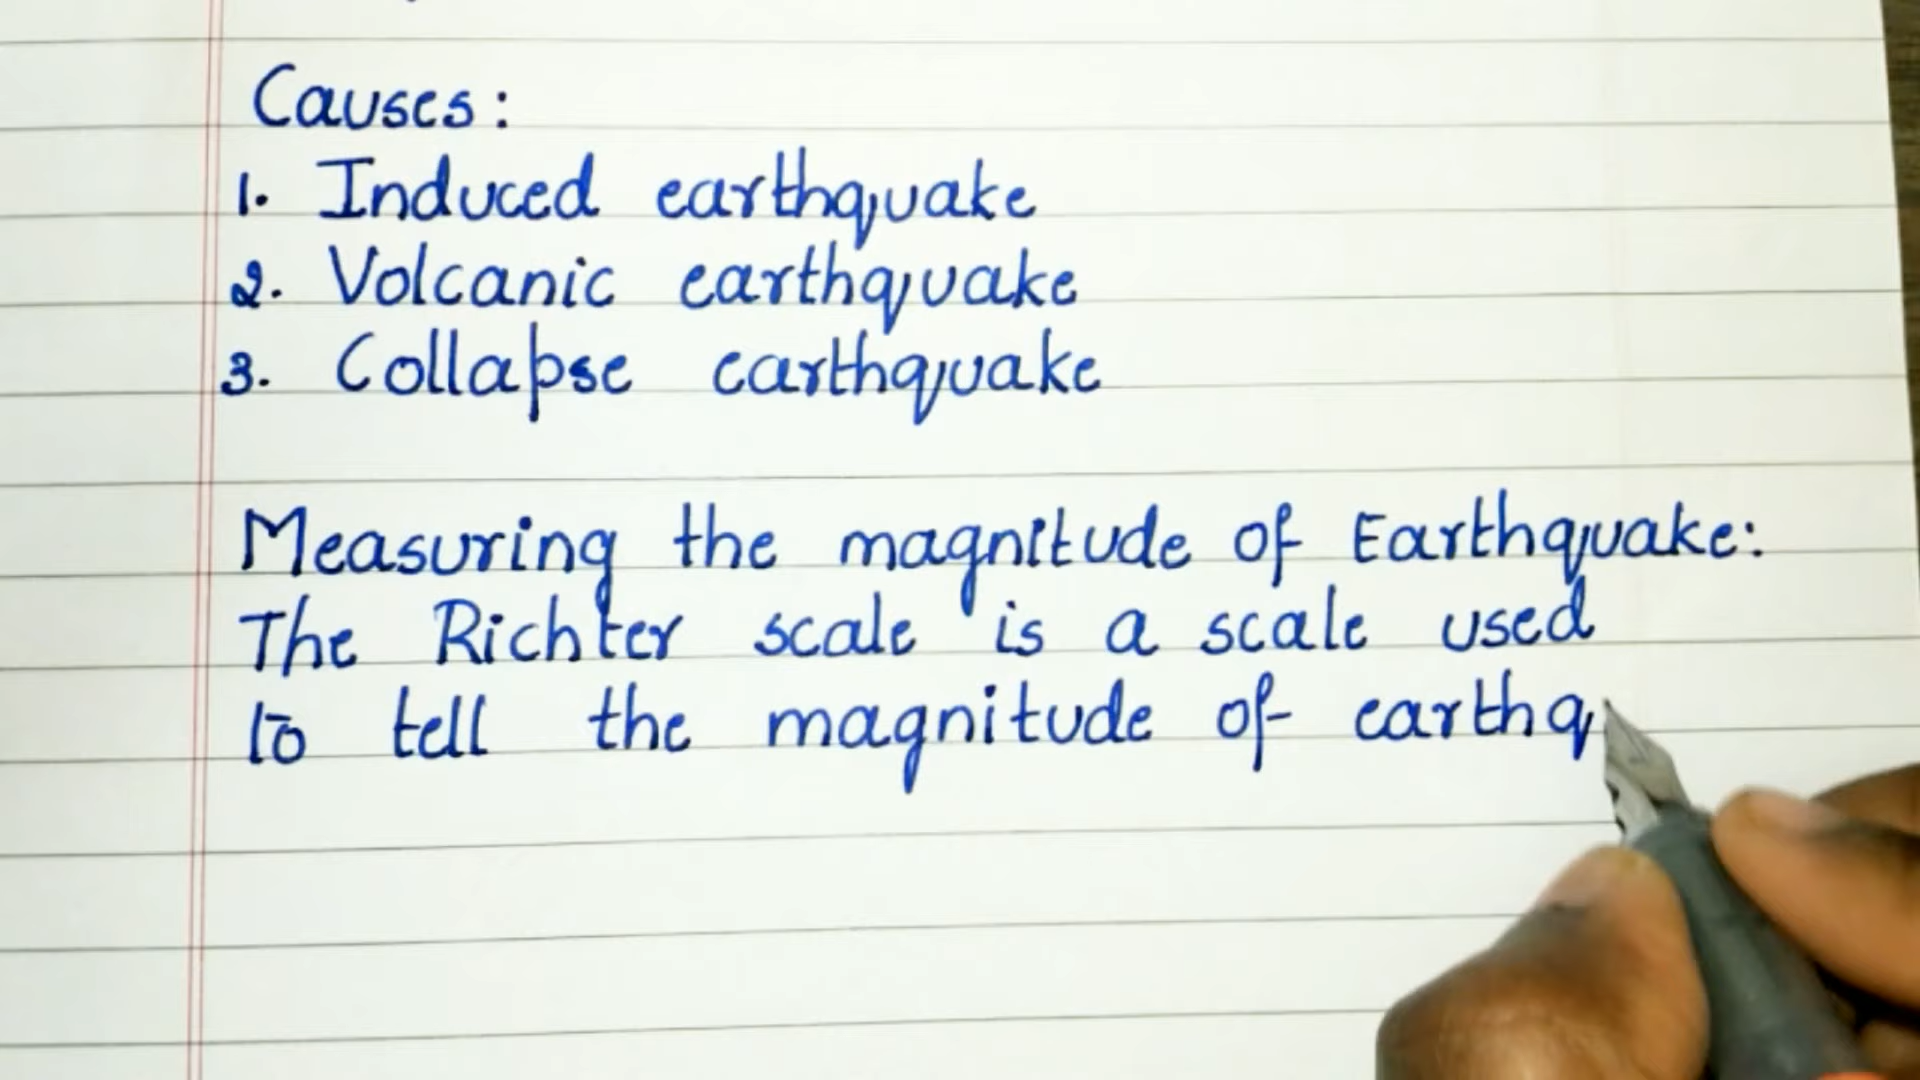 Causes:
1. Induced earthquake
2. Volcanic earthquake
3. Collapse earthquake
Measuring the magnitude of Earthquake:
The Richter scale is a scale used
to tell the magnitude of earthq